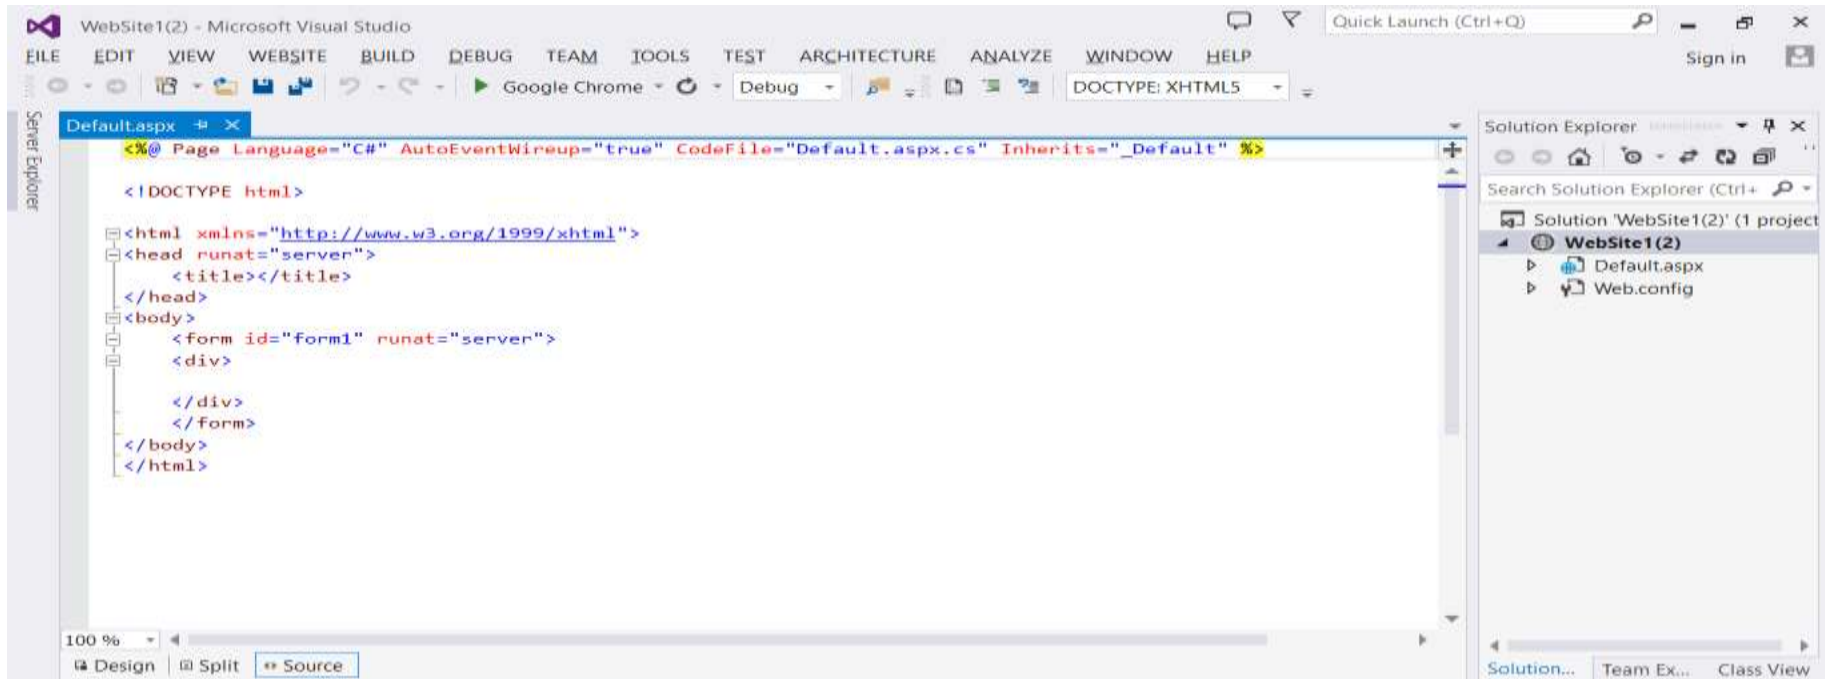 WebSite1(2) - Microsoft Visual Studio
Quick Launch (Ctrl+Q)
FILE EDIT VIEW WEBSITE BUILD DEBUG TEAM TOOLS TEST ARCHITECTURE ANALYZE WINDOW HELP
Sign in
Google Chrome Debug DOCTYPE: XHTML5
Server Explorer
Default.aspx
<%@ Page Language="C#" AutoEventWireup="true" CodeFile="Default.aspx.cs" Inherits="_Default" %>
<!DOCTYPE html>
<html xmlns="http://www.w3.org/1999/xhtml">
<head runat="server">
<title></title>
</head>
<body>
<form id="form1" runat="server">
<div>
</div>
</form>
</body>
</html>
100 %
Design Split Source
Solution Explorer
Search Solution Explorer (Ctrl+
Solution 'WebSite1(2)' (1 project
WebSite1(2)
Default.aspx
Web.config
Solution... Team Ex... Class View